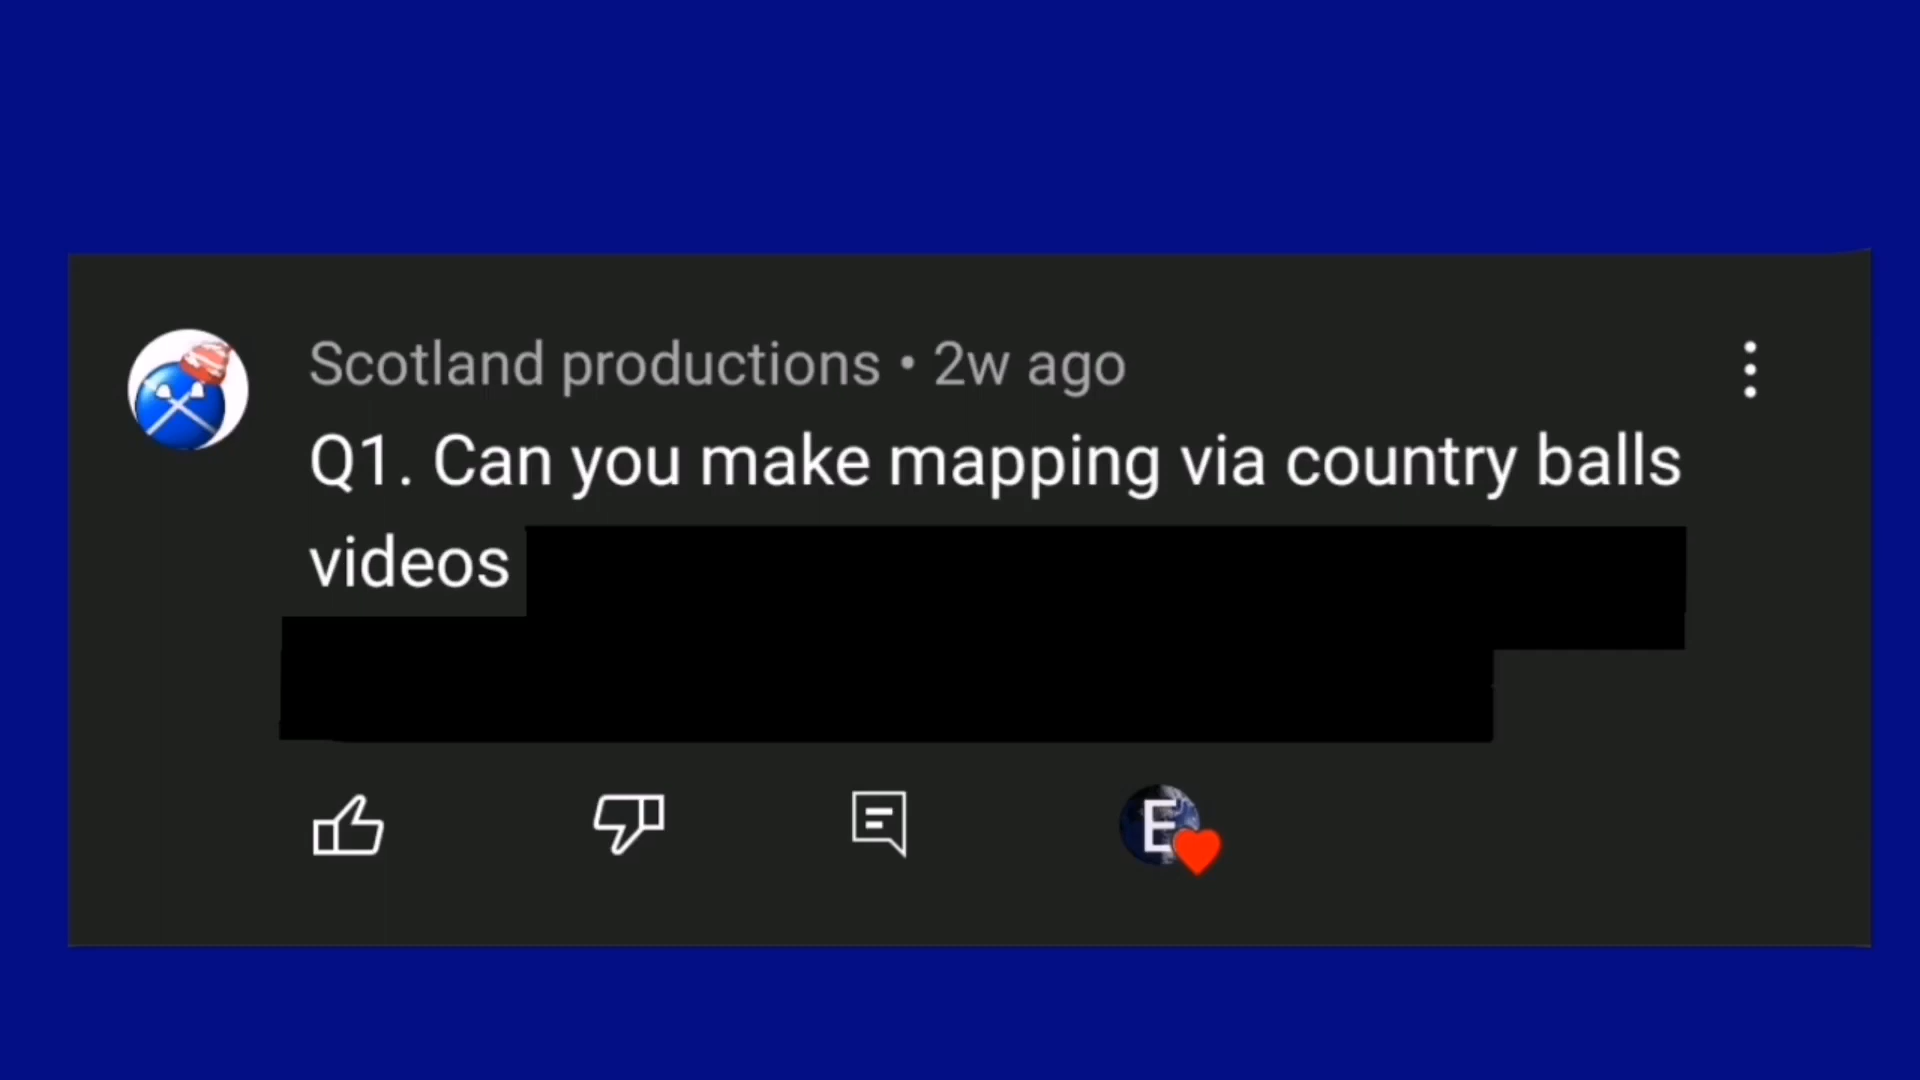 Scotland productions • 2w ago
Q1. Can you make mapping via country balls
videos
E